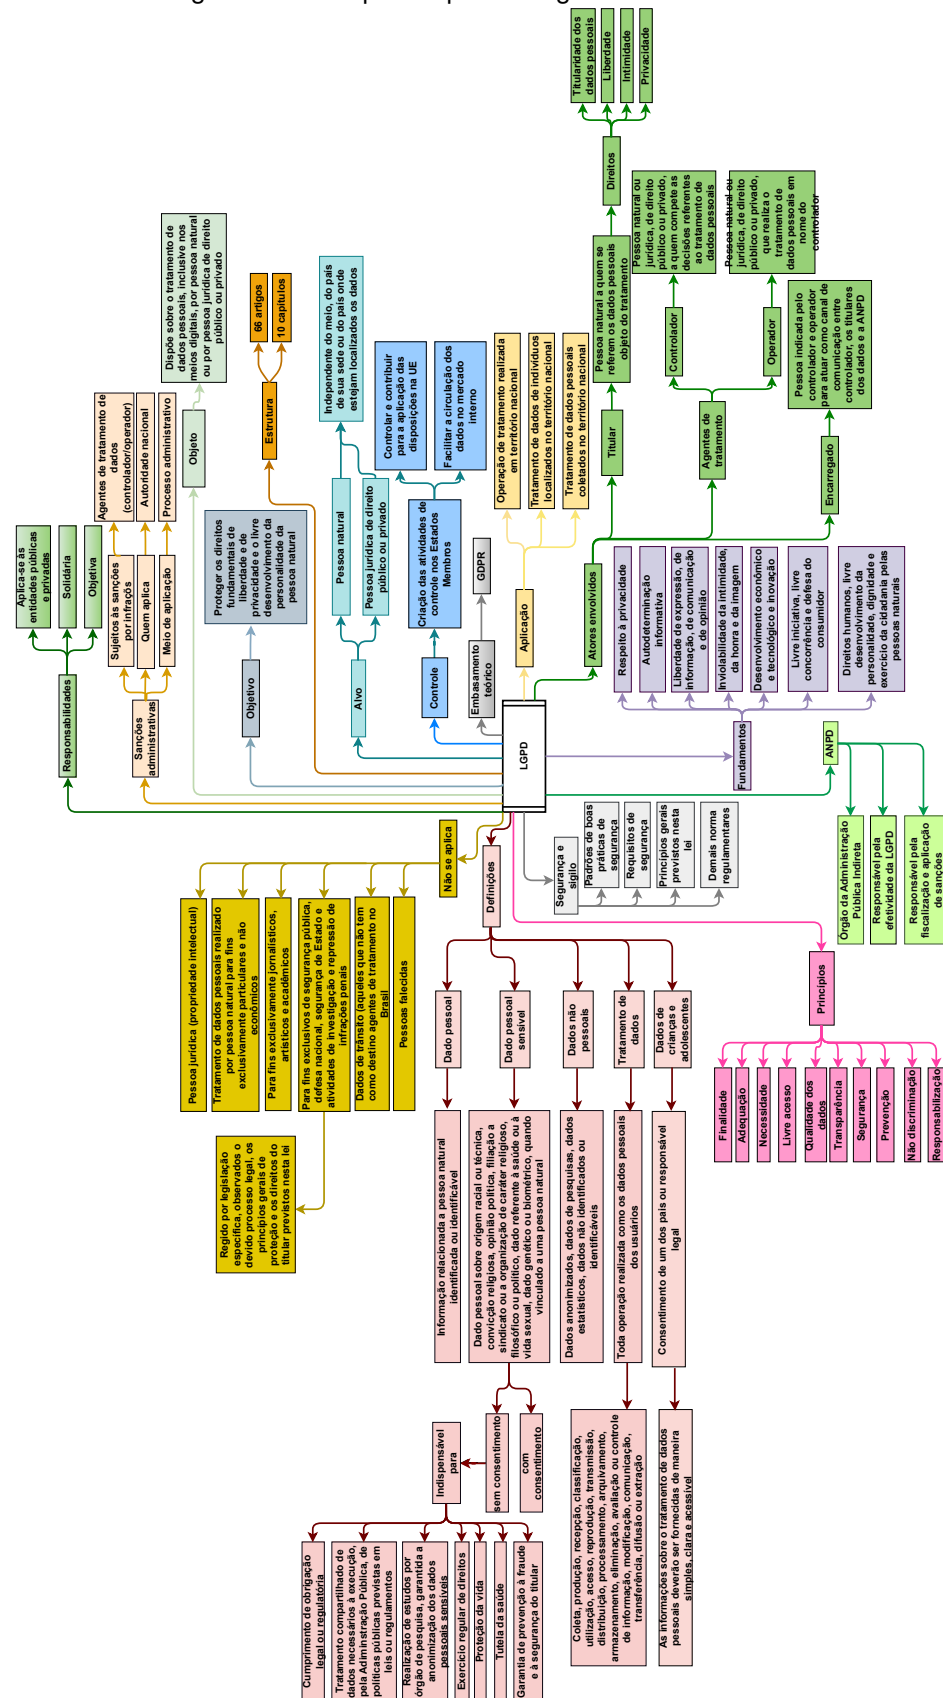 Aplica-se às
entidades públicas
e privadas
Solidária
Objetiva
Responsabilidades
Agentes de tratamento de
dados
(controlador/operador)
Autoridade nacional
Processo administrativo
Sujeitos às sanções
por infrações
Quem aplica
Meio de aplicação
Sanções
administrativas
Dispõe sobre o tratamento de
dados pessoais, inclusive nos
meios digitais, por pessoa natural
ou por pessoa jurídica de direito
público ou privado
Objeto
Proteger os direitos
fundamentais de
liberdade e de
privacidade e o livre
desenvolvimento da
personalidade da
pessoa natural
Objetivo
66 artigos
10 capítulos
Estrutura
Independente do meio, do país
de sua sede ou do país onde
estejam localizados os dados
Pessoa natural
Pessoa jurídica de direito
público ou privado
Alvo
Controlar e contribuir
para a aplicação das
disposições na UE
Facilitar a circulação dos
dados no mercado
interno
Criação das atividades de
controle nos Estados
Membros
Controle
GDPR
Embasamento
teórico
Operação de tratamento realizada
em território nacional
Tratamento de dados de indivíduos
localizados no território nacional
Tratamento de dados pessoais
coletados no território nacional
Aplicação
LGPD
Titularidade dos
dados pessoais
Liberdade
Intimidade
Privacidade
Direitos
Pessoa natural a quem se
referem os dados pessoais
objeto do tratamento
Titular
Pessoa natural ou
jurídica, de direito
público ou privado,
a quem compete as
decisões referentes
ao tratamento de
dados pessoais
Controlador
Pessoa natural ou
jurídica, de direito
público ou privado,
que realiza o
tratamento de
dados pessoais em
nome do
controlador
Operador
Agentes de
tratamento
Pessoa indicada pelo
controlador e operador
para atuar como canal de
comunicação entre
controlador, os titulares
dos dados e a ANPD
Encarregado
Atores envolvidos
Respeito à privacidade
Autodeterminação
informativa
Liberdade de expressão, de
informação, de comunicação
e de opinião
Inviolabilidade da intimidade,
da honra e da imagem
Desenvolvimento econômico
e tecnológico e inovação
Livre iniciativa, livre
concorrência e defesa do
consumidor
Direitos humanos, livre
desenvolvimento da
personalidade, dignidade e
exercício da cidadania pelas
pessoas naturais
Fundamentos
ANPD
Órgão da Administração
Pública Indireta
Responsável pela
efetividade da LGPD
Responsável pela
fiscalização e aplicação
de sanções
Segurança e
sigilo
Padrões de boas
práticas de
segurança
Requisitos de
segurança
Princípios gerais
previstos nesta
lei
Demais norma
regulamentares
Princípios
Finalidade
Adequação
Necessidade
Livre acesso
Qualidade dos
dados
Transparência
Segurança
Prevenção
Não discriminação
Responsabilização
Não se aplica
Pessoa jurídica (propriedade intelectual)
Tratamento de dados pessoais realizado
por pessoa natural para fins
exclusivamente particulares e não
econômicos
Para fins exclusivamente jornalísticos,
artísticos e acadêmicos
Para fins exclusivos de segurança pública,
defesa nacional, segurança de Estado e
atividades de investigação e repressão de
infrações penais
Dados de trânsito (aqueles que não tem
como destino agentes de tratamento no
Brasil
Pessoas falecidas
Regido por legislação
específica, observados o
devido processo legal, os
princípios gerais de
proteção e os direitos do
titular previstos nesta lei
Definições
Dado pessoal
Informação relacionada a pessoa natural
identificada ou identificável
Dado pessoal
sensível
Dado pessoal sobre origem racial ou técnica,
convicção religiosa, opinião política, filiação a
sindicato ou a organização de caráter religioso,
filosófico ou político, dado referente à saúde ou à
vida sexual, dado genético ou biométrico, quando
vinculado a uma pessoa natural
Dados não
pessoais
Dados anonimizados, dados de pesquisas, dados
estatísticos, dados não identificados ou
identificáveis
Tratamento de
dados
Toda operação realizada como os dados pessoais
dos usuários
Dados de
crianças e
adolescentes
Consentimento de um dos pais ou responsável
legal
Indispensável
para
sem consentimento
com
consentimento
Cumprimento de obrigação
legal ou regulatória
Tratamento compartilhado de
dados necessários à execução,
pela Adminstração Pública, de
políticas públicas previstas em
leis ou regulamentos
Realização de estudos por
órgão de pesquisa, garantida a
anonimização dos dados
pessoais sensíveis
Exercício regular de direitos
Proteção da vida
Tutela da saúde
Garantia de prevenção à fraude
e à segurança do titular
Cozeta, produção, recepção, classificação,
utilização, acesso, reprodução, transmissão,
distribuição, processamento, arquivamento,
armazenamento, eliminação, avaliação ou controle
de informação, modificação, comunicação,
transferência, difusão ou extração
As informações sobre o tratamento de dados
pessoais deverão ser fornecidas de maneira
simples, clara e acessível